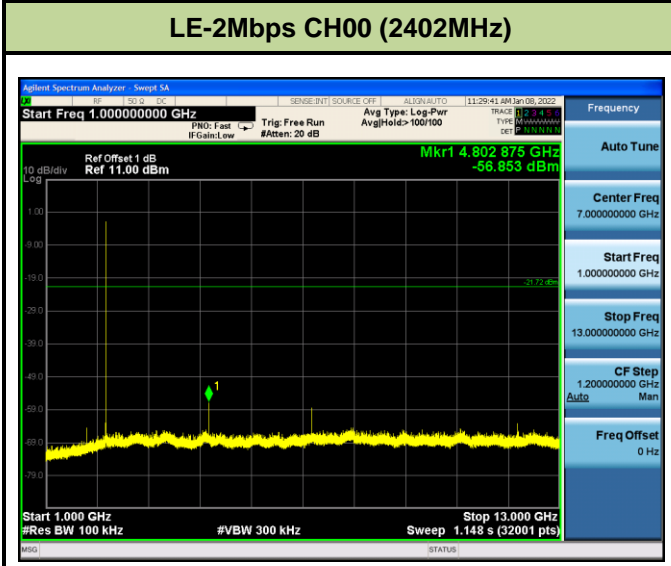 LE-2Mbps CH00 (2402MHz)
Agilent Spectrum Analyzer - Swept SA
RF 50 Ω DC SENSE:INT SOURCE OFF ALIGNAUTO 11:29:41 AM Jan 08, 2022
Start Freq 1.000000000 GHz
PNO: Fast
IFGain:Low
Trig: Free Run
#Atten: 20 dB
Avg Type: Log-Pwr
Avg|Hold:>100/100
TRACE 1 2 3 4 5 6
TYPE M
DET P N N N N N
Mkr1 4.802 875 GHz
-56.853 dBm
Ref Offset 1 dB
10 dB/div Ref 11.00 dBm
Log
1.00
-9.00
-19.0
-21.72 dBm
-29.0
-39.0
-49.0
1
-59.0
-69.0
-79.0
Start 1.000 GHz Stop 13.000 GHz
#Res BW 100 kHz #VBW 300 kHz Sweep 1.148 s (32001 pts)
MSG STATUS
Frequency
Auto Tune
Center Freq
7.000000000 GHz
Start Freq
1.000000000 GHz
Stop Freq
13.000000000 GHz
CF Step
1.200000000 GHz
Auto Man
Freq Offset
0 Hz